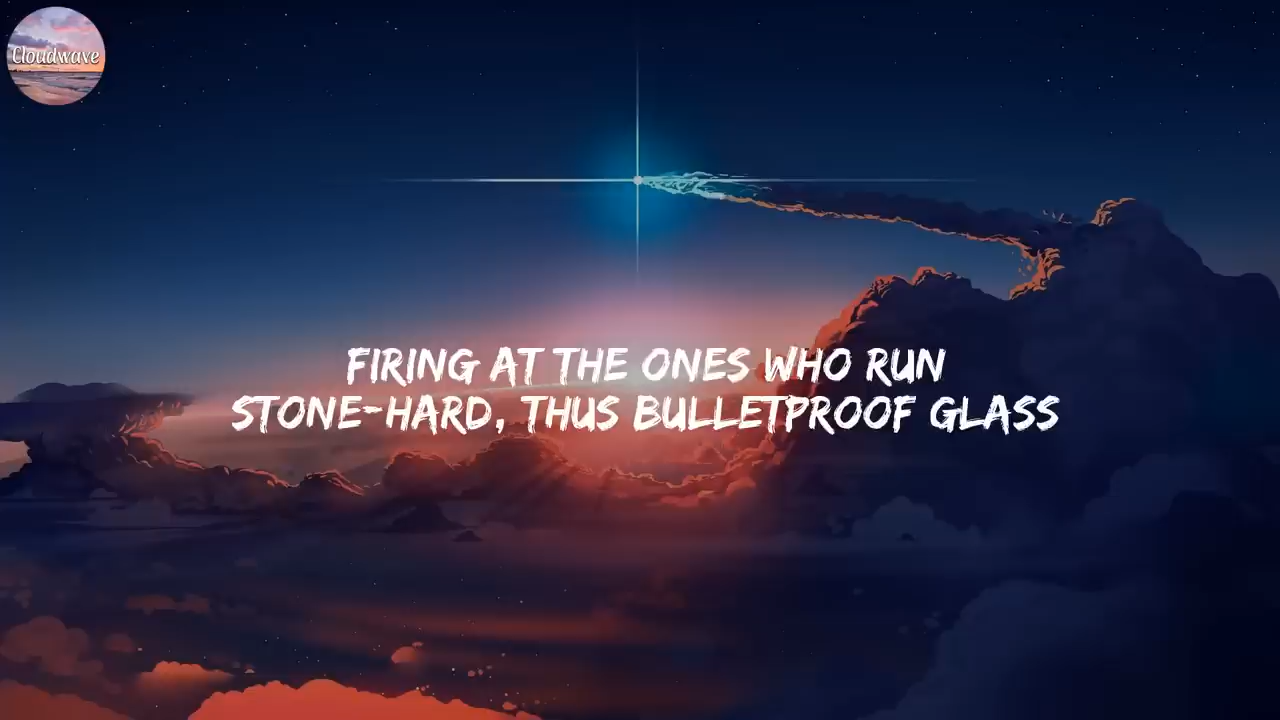 Cloudwave
FIRING AT THE ONES WHO RUN
STONE-HARD, THUS BULLETPROOF GLASS